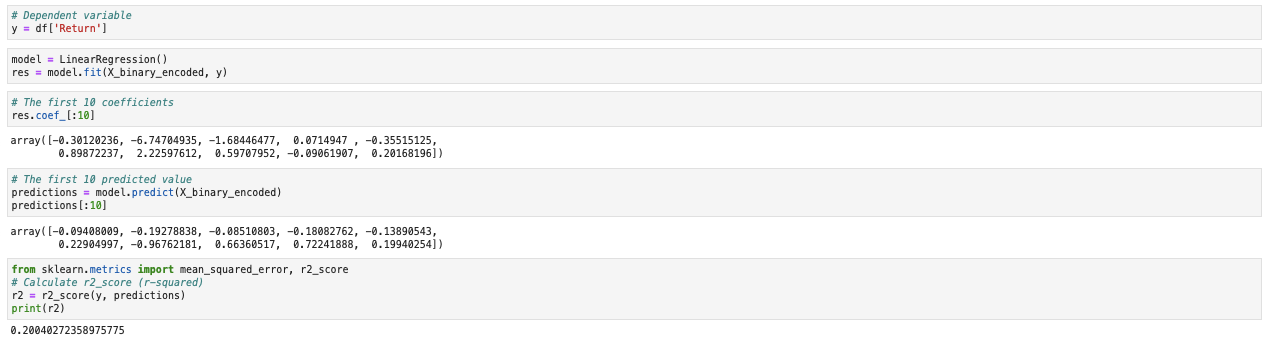 # Dependent variable
y = df['Return']
model = LinearRegression()
res = model.fit(X_binary_encoded, y)
# The first 10 coefficients
res.coef_[:10]
array([-0.30120236, -6.74704935, -1.68446477,  0.0714947 , -0.35515125,
        0.89872237,  2.22597612,  0.59707952, -0.09061907,  0.20168196])
# The first 10 predicted value
predictions = model.predict(X_binary_encoded)
predictions[:10]
array([-0.09408009, -0.19278838, -0.08510803, -0.18082762, -0.13890543,
        0.22904997, -0.96762181,  0.66360517,  0.72241888,  0.19940254])
from sklearn.metrics import mean_squared_error, r2_score
# Calculate r2_score (r-squared)
r2 = r2_score(y, predictions)
print(r2)
0.20040272358975775